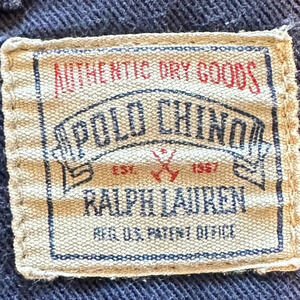 AUTHENTIC DRY GOODS
POLO CHINO
EST. 1967
RALPH LAUREN
REG. U.S. PATENT OFFICE